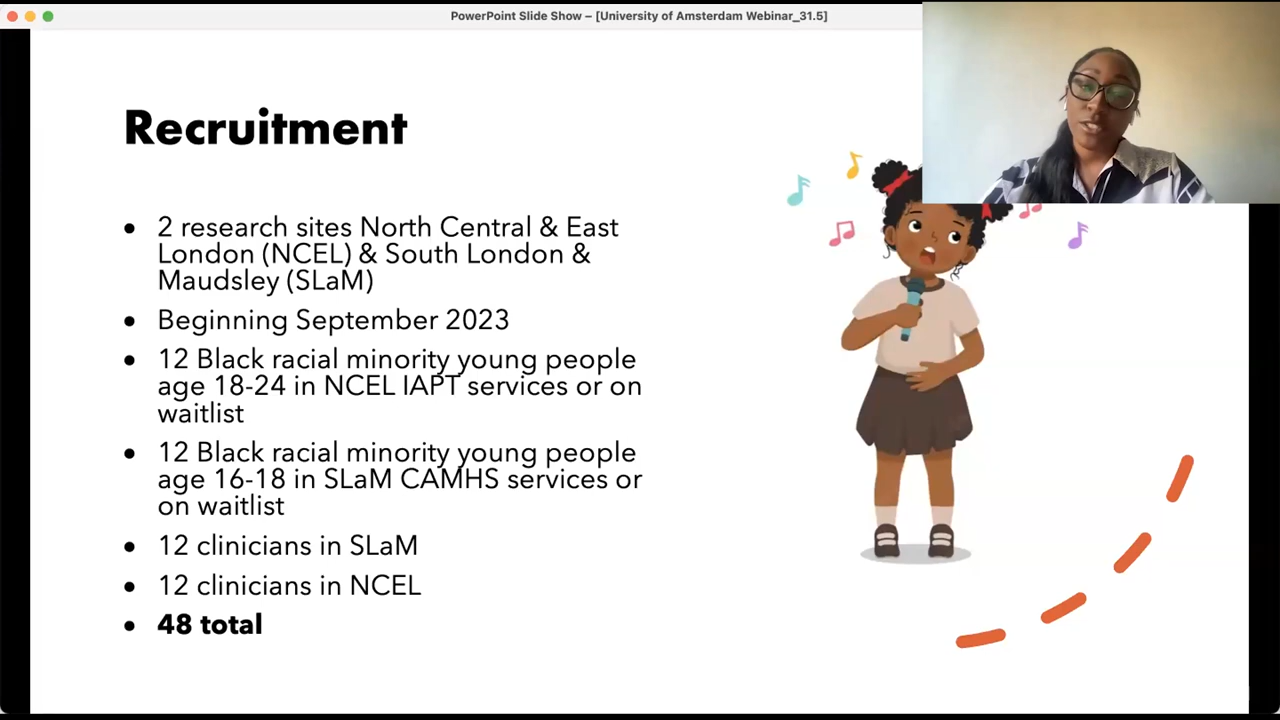 PowerPoint Slide Show – [University of Amsterdam Webinar_31.5]
Recruitment
• 2 research sites North Central & East
London (NCEL) & South London &
Maudsley (SLaM)
• Beginning September 2023
• 12 Black racial minority young people
age 18-24 in NCEL IAPT services or on
waitlist
• 12 Black racial minority young people
age 16-18 in SLaM CAMHS services or
on waitlist
• 12 clinicians in SLaM
• 12 clinicians in NCEL
• 48 total